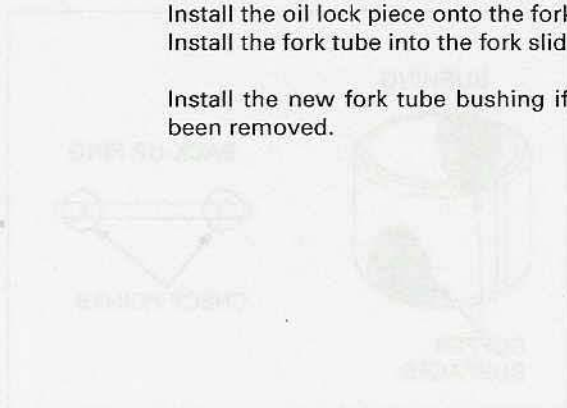 Install the oil lock piece onto the fork
Install the fork tube into the fork slid
Install the new fork tube bushing if
been removed.